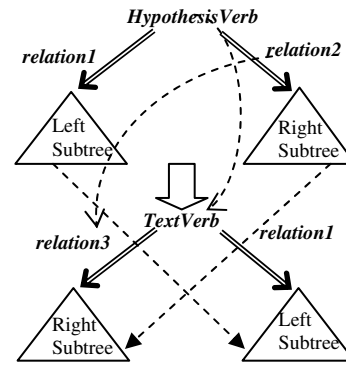 HypothesisVerb
relation1
relation2
Left
Subtree
Right
Subtree
TextVerb
relation3
relation1
Right
Subtree
Left
Subtree